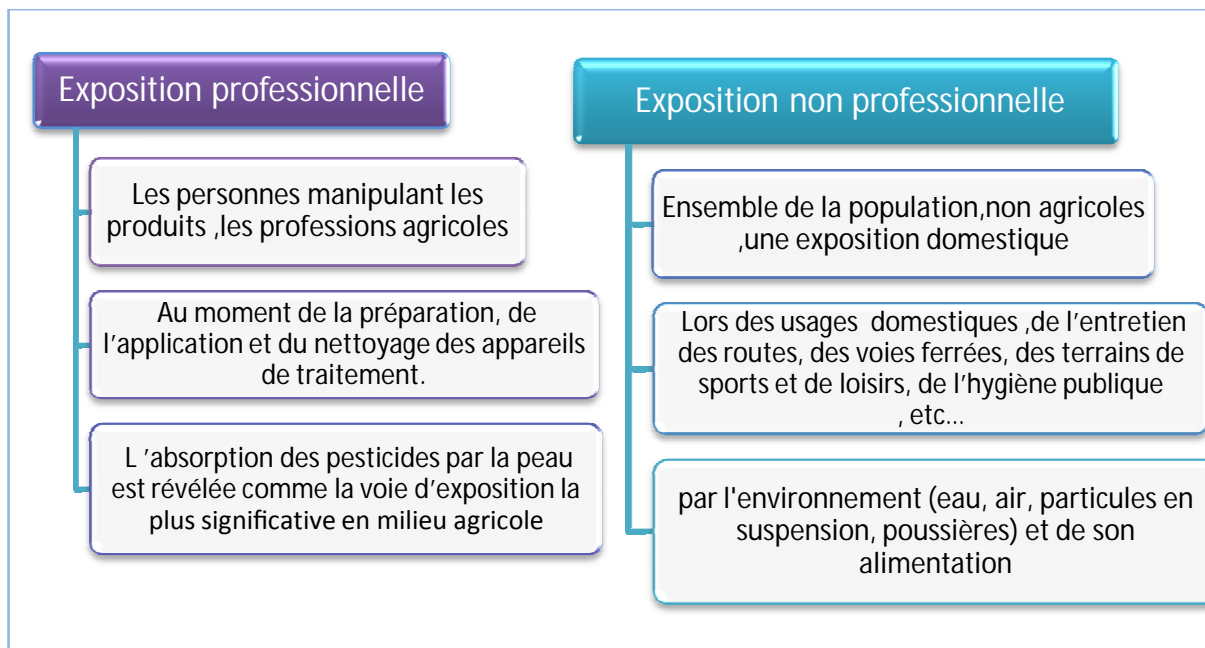 Exposition professionnelle
Les personnes manipulant les
produits ,les professions agricoles
Au moment de la préparation, de
l'application et du nettoyage des appareils
de traitement.
L 'absorption des pesticides par la peau
est révélée comme la voie d'exposition la
plus significative en milieu agricole
Exposition non professionnelle
Ensemble de la population,non agricoles
,une exposition domestique
Lors des usages domestiques ,de l'entretien
des routes, des voies ferrées, des terrains de
sports et de loisirs, de l'hygiène publique
, etc...
par l'environnement (eau, air, particules en
suspension, poussières) et de son
alimentation